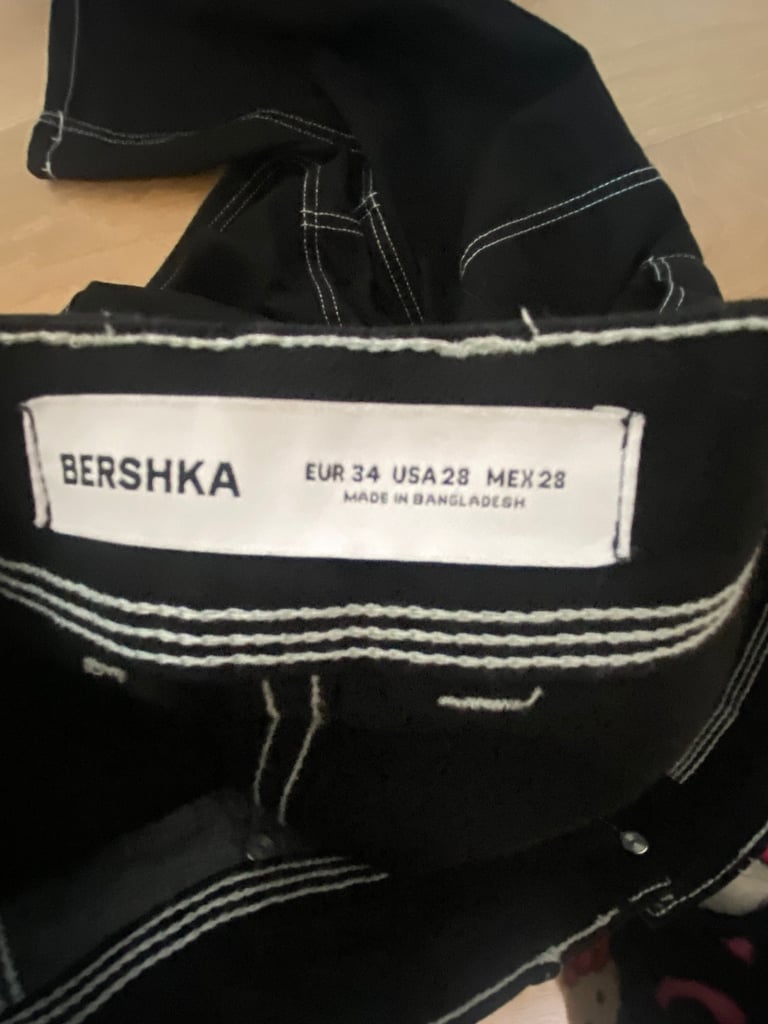 BERSHKA
EUR 34 USA 28 MEX 28
MADE IN BANGLADESH